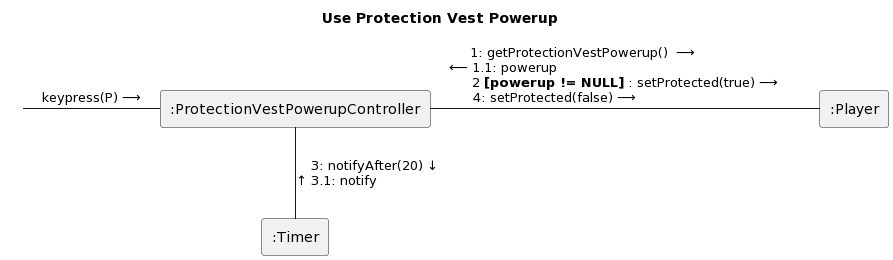 Use Protection Vest Powerup
1: getProtectionVestPowerup() ⟶
⟵ 1.1: powerup
2 [powerup != NULL] : setProtected(true) ⟶
keypress(P) ⟶
4: setProtected(false) ⟶
:ProtectionVestPowerupController
:Player
3: notifyAfter(20) ↓
↑ 3.1: notify
:Timer